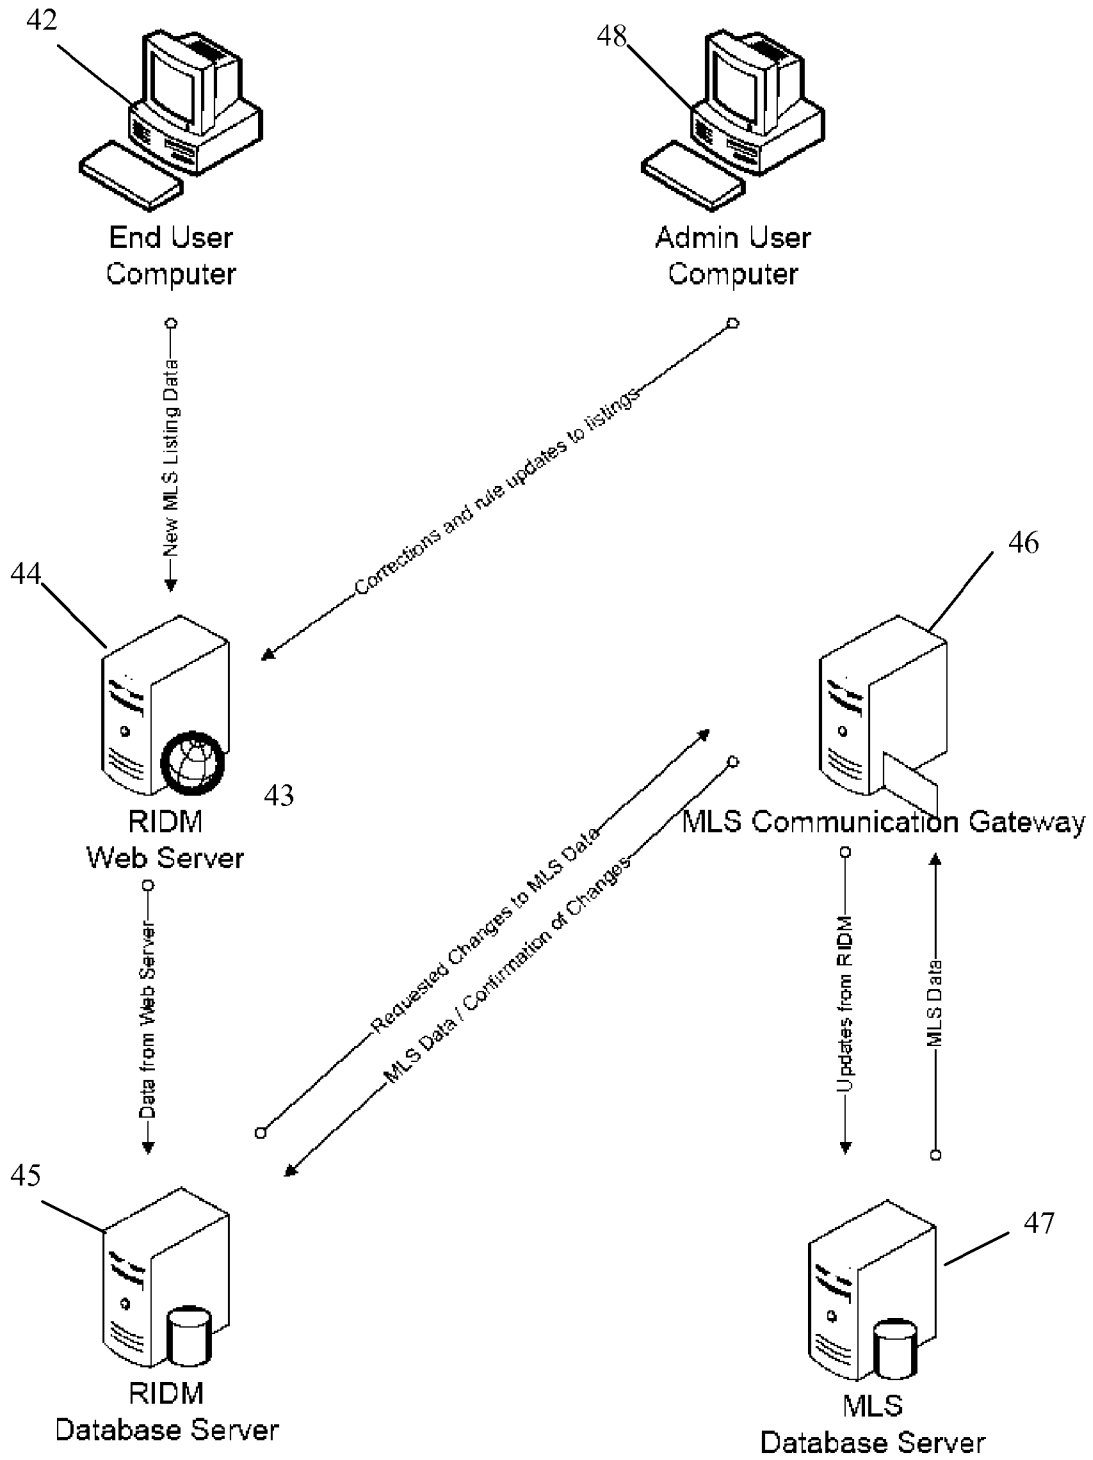 42
48
End User
Computer
Admin User
Computer
New MLS Listing Data
Corrections and rule updates to listings
44
46
43
RIDM
Web Server
MLS Communication Gateway
Data from Web Server
Requested Changes to MLS Data
MLS Data / Confirmation of Changes
Updates from RIDM
MLS Data
45
47
RIDM
Database Server
MLS
Database Server